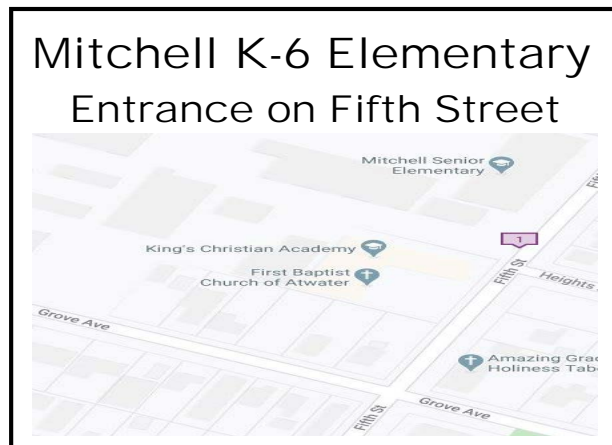 Mitchell K-6 Elementary
Entrance on Fifth Street
Mitchell Senior
Elementary
King's Christian Academy
1
Fifth St
First Baptist
Church of Atwater
Heights
Grove Ave
Amazing Grac
Holiness Tab
Fifth St
Grove Ave